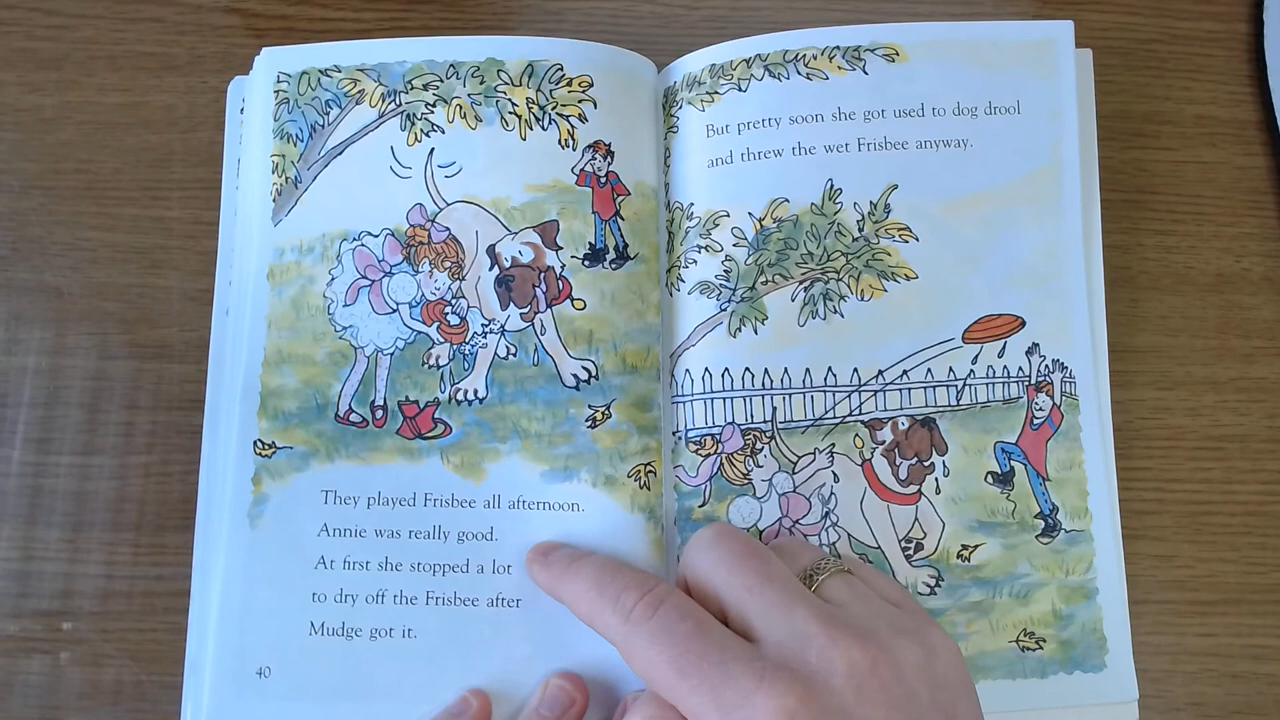 They played Frisbee all afternoon.
Annie was really good.
At first she stopped a lot
to dry off the Frisbee after
Mudge got it.
40
But pretty soon she got used to dog drool
and threw the wet Frisbee anyway.